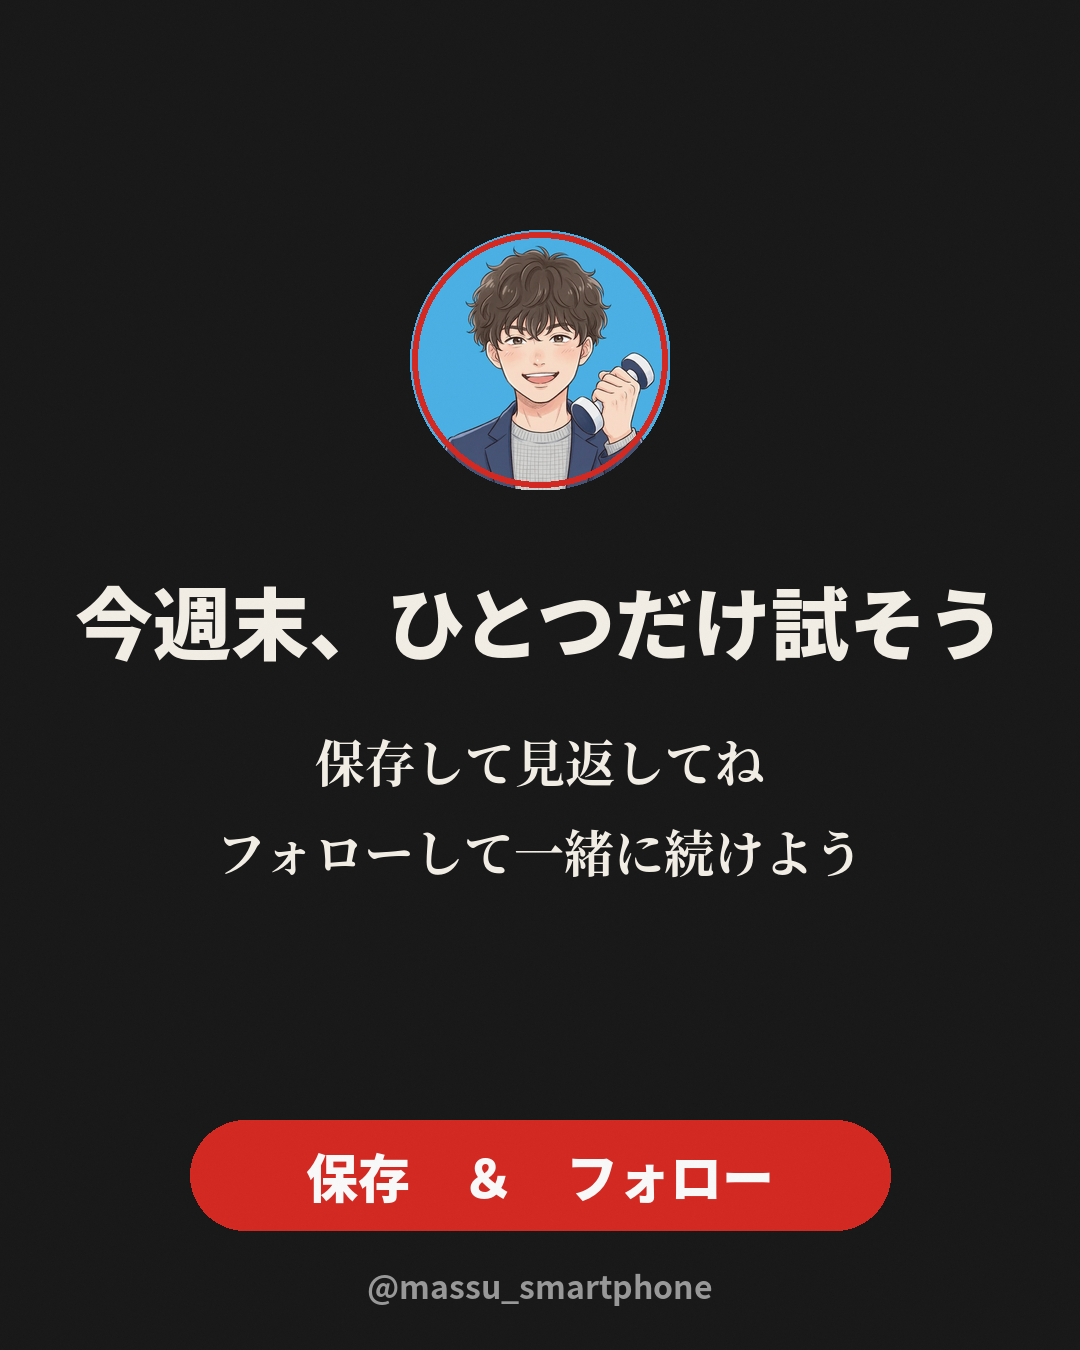 今週末、ひとつだけ試そう
保存して見返してね
フォローして一緒に続けよう
保存　&　フォロー
@massu_smartphone